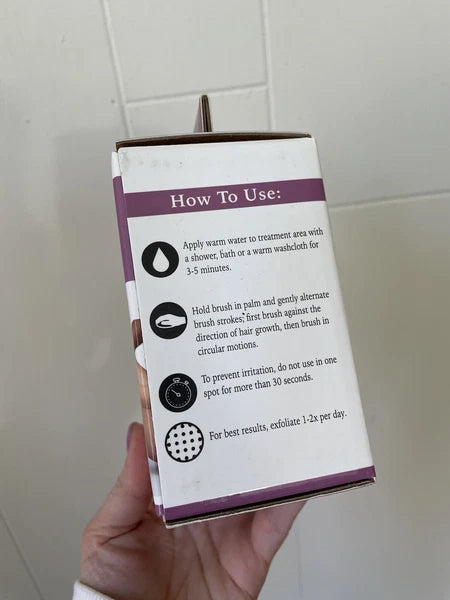 How To Use:
Apply warm water to treatment area with
a shower, bath or a warm washcloth for
3-5 minutes.
Hold brush in palm and gently alternate
brush strokes; first brush against the
direction of hair growth, then brush in
circular motions.
To prevent irritation, do not use in one
spot for more than 30 seconds.
For best results, exfoliate 1-2x per day.